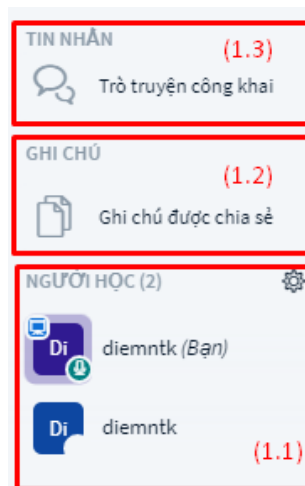 TIN NHẮN
(1.3)
Trò truyện công khai
GHI CHÚ
(1.2)
Ghi chú được chia sẻ
NGƯỜI HỌC (2)
Di
diemntk (Bạn)
Di
diemntk
(1.1)